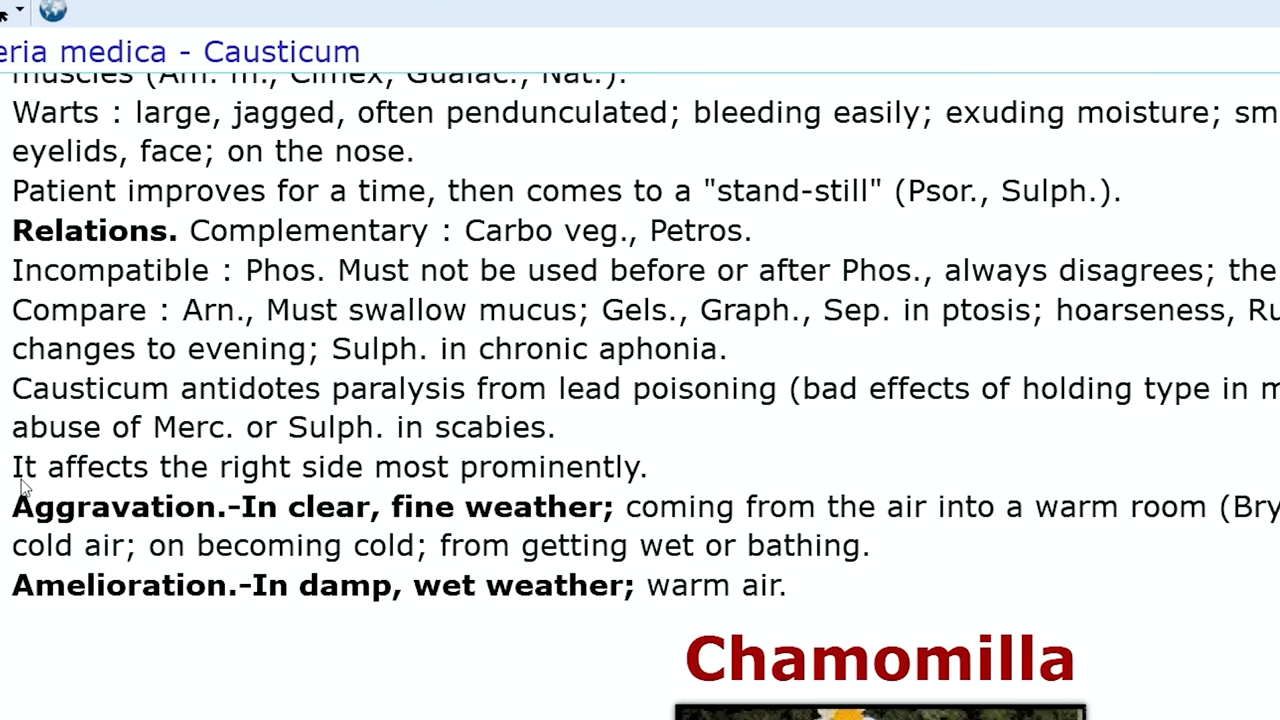 eria medica - Causticum
muscles (Am. m., Cimex, Guaiac., Nat.).
Warts : large, jagged, often pendunculated; bleeding easily; exuding moisture; sm
eyelids, face; on the nose.
Patient improves for a time, then comes to a "stand-still" (Psor., Sulph.).
Relations. Complementary : Carbo veg., Petros.
Incompatible : Phos. Must not be used before or after Phos., always disagrees; the
Compare : Arn., Must swallow mucus; Gels., Graph., Sep. in ptosis; hoarseness, Ru
changes to evening; Sulph. in chronic aphonia.
Causticum antidotes paralysis from lead poisoning (bad effects of holding type in m
abuse of Merc. or Sulph. in scabies.
It affects the right side most prominently.
Aggravation.-In clear, fine weather; coming from the air into a warm room (Bry
cold air; on becoming cold; from getting wet or bathing.
Amelioration.-In damp, wet weather; warm air.
Chamomilla